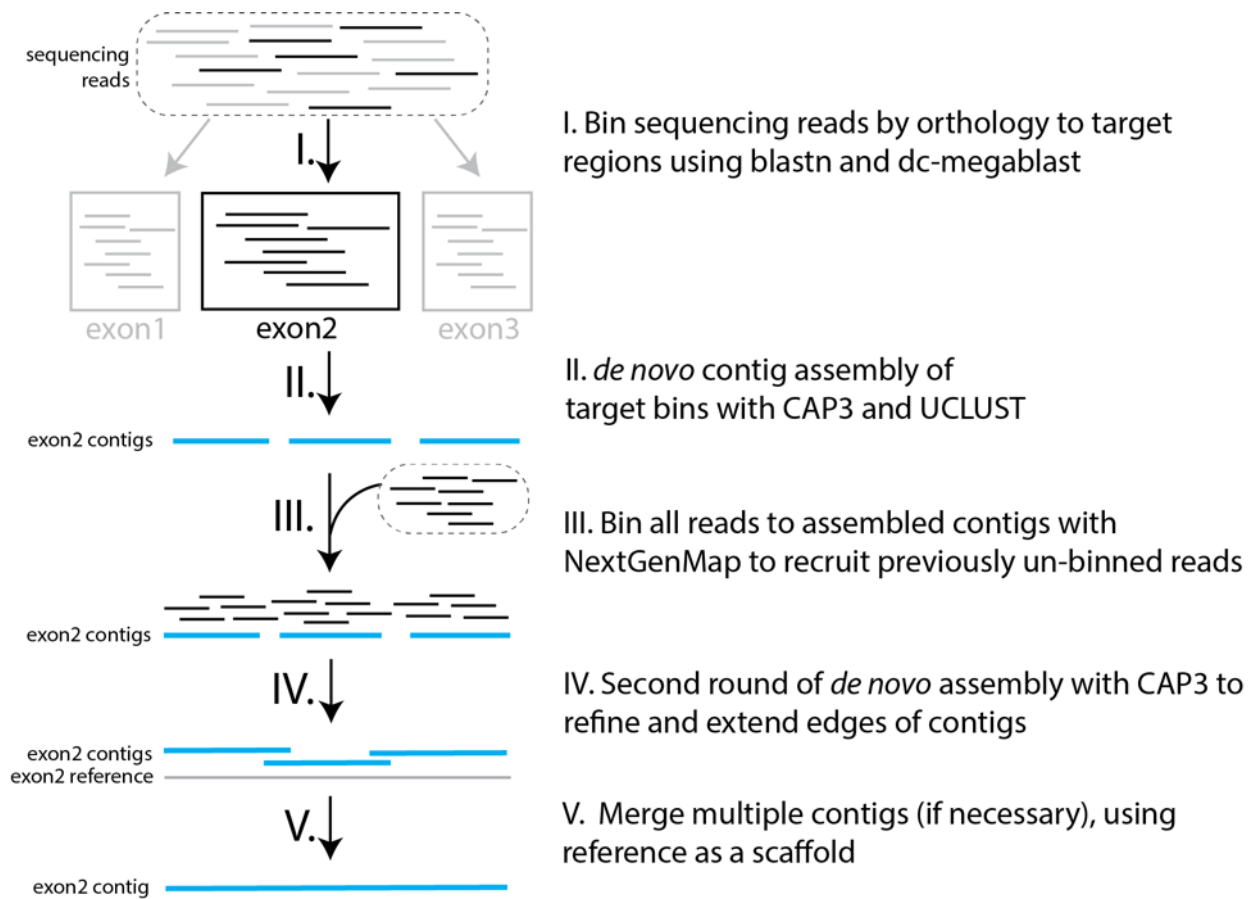 sequencing
reads
I.
I. Bin sequencing reads by orthology to target
regions using blastn and dc-megablast
exon1
exon2
exon3
II.
II. de novo contig assembly of
target bins with CAP3 and UCLUST
exon2 contigs
III.
III. Bin all reads to assembled contigs with
NextGenMap to recruit previously un-binned reads
exon2 contigs
IV.
IV. Second round of de novo assembly with CAP3 to
refine and extend edges of contigs
exon2 contigs
exon2 reference
V.
V. Merge multiple contigs (if necessary), using
reference as a scaffold
exon2 contig